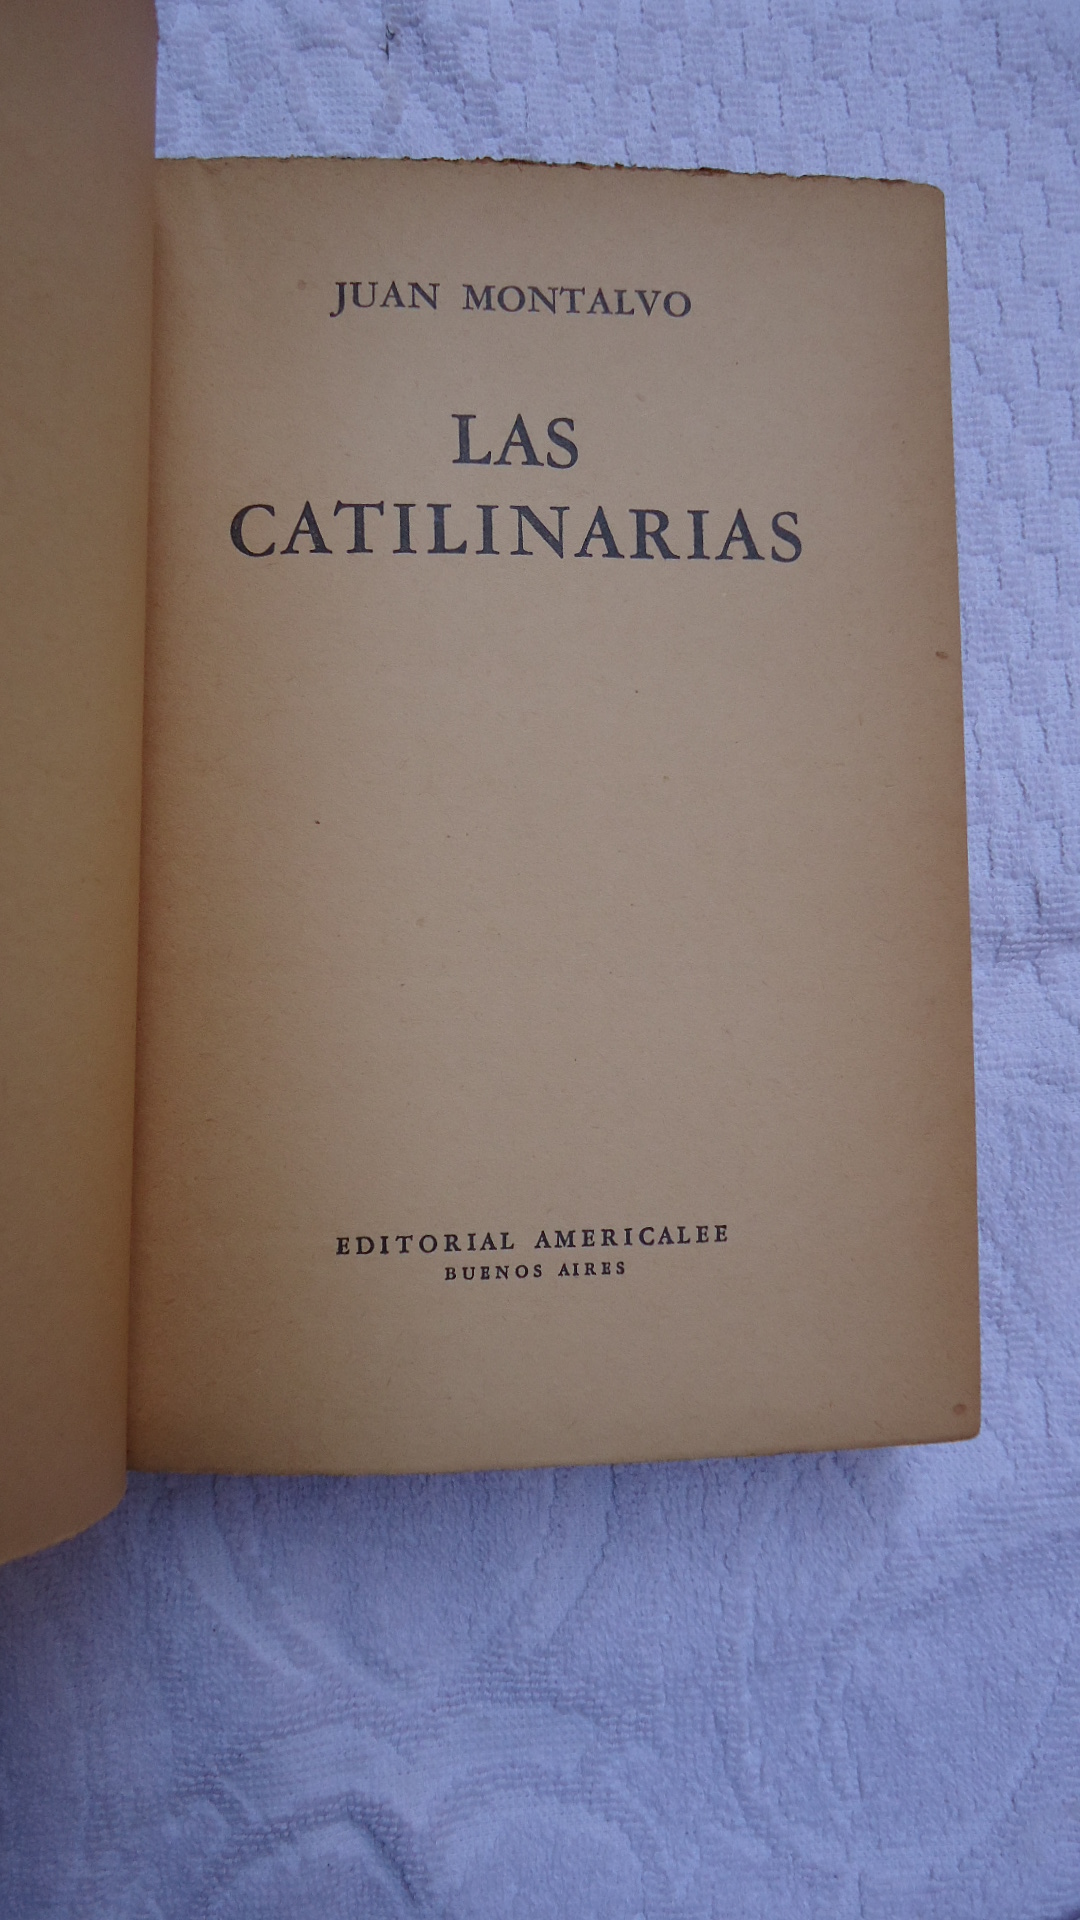 JUAN MONTALVO
LAS
CATILINARIAS
EDITORIAL AMERICALEE
BUENOS AIRES